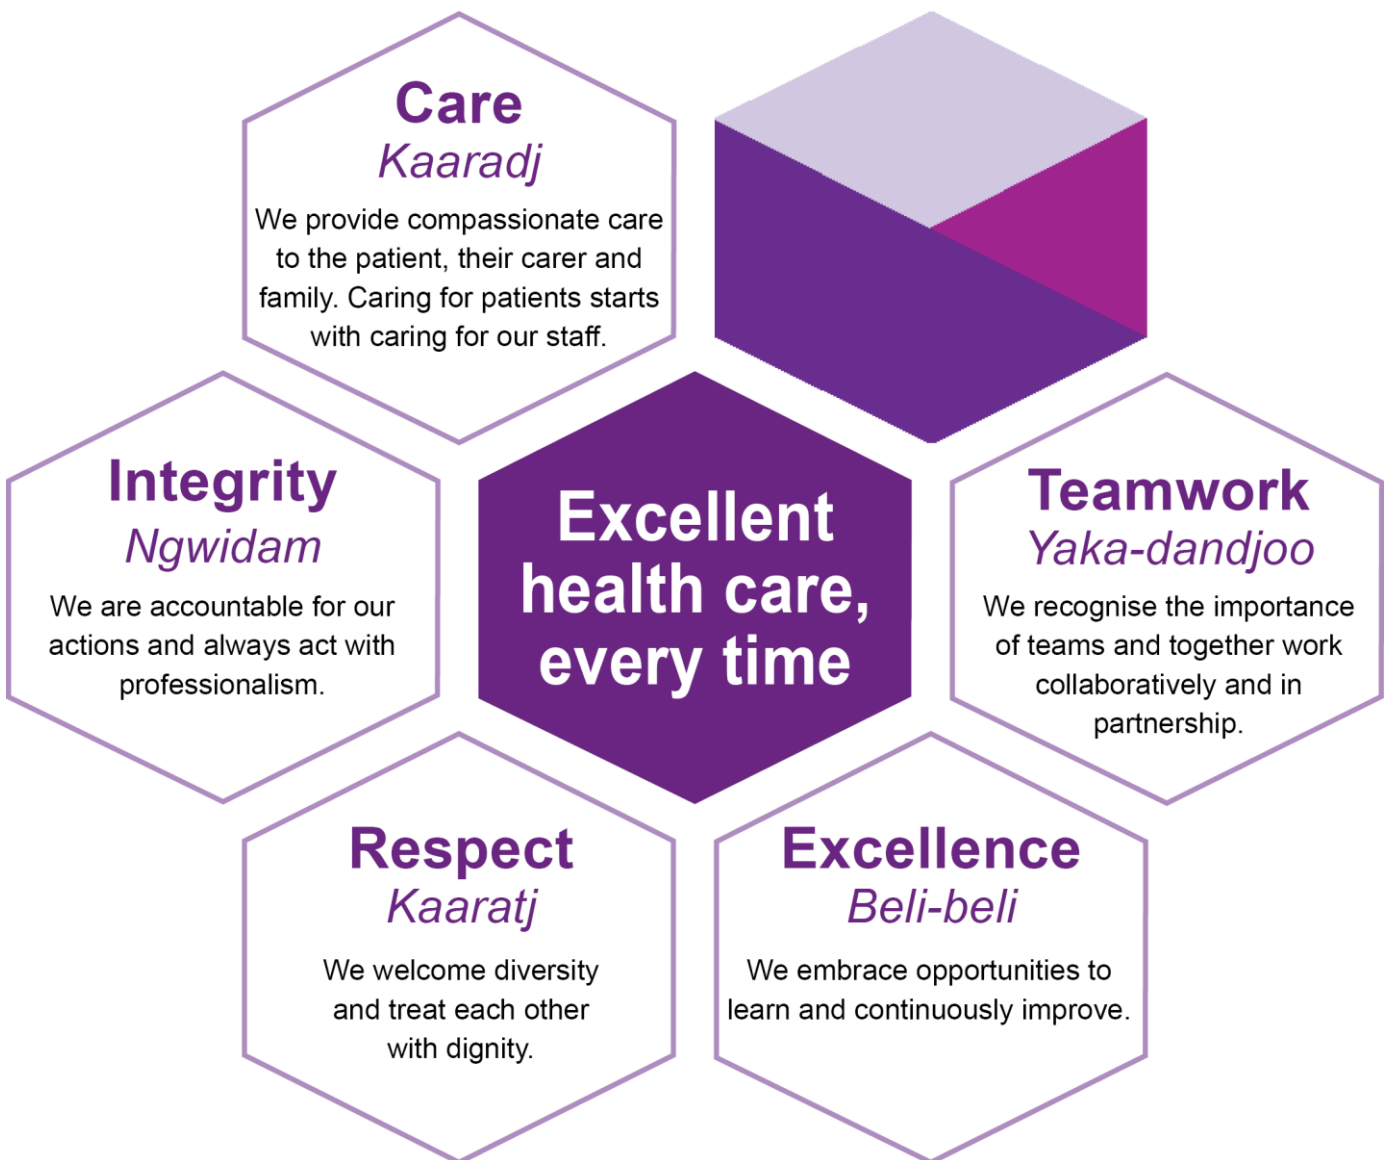 Care
Kaaradj
We provide compassionate care
to the patient, their carer and
family. Caring for patients starts
with caring for our staff.
Integrity
Ngwidam
We are accountable for our
actions and always act with
professionalism.
Excellent
health care,
every time
Teamwork
Yaka-dandjoo
We recognise the importance
of teams and together work
collaboratively and in
partnership.
Respect
Kaaratj
We welcome diversity
and treat each other
with dignity.
Excellence
Beli-beli
We embrace opportunities to
learn and continuously improve.